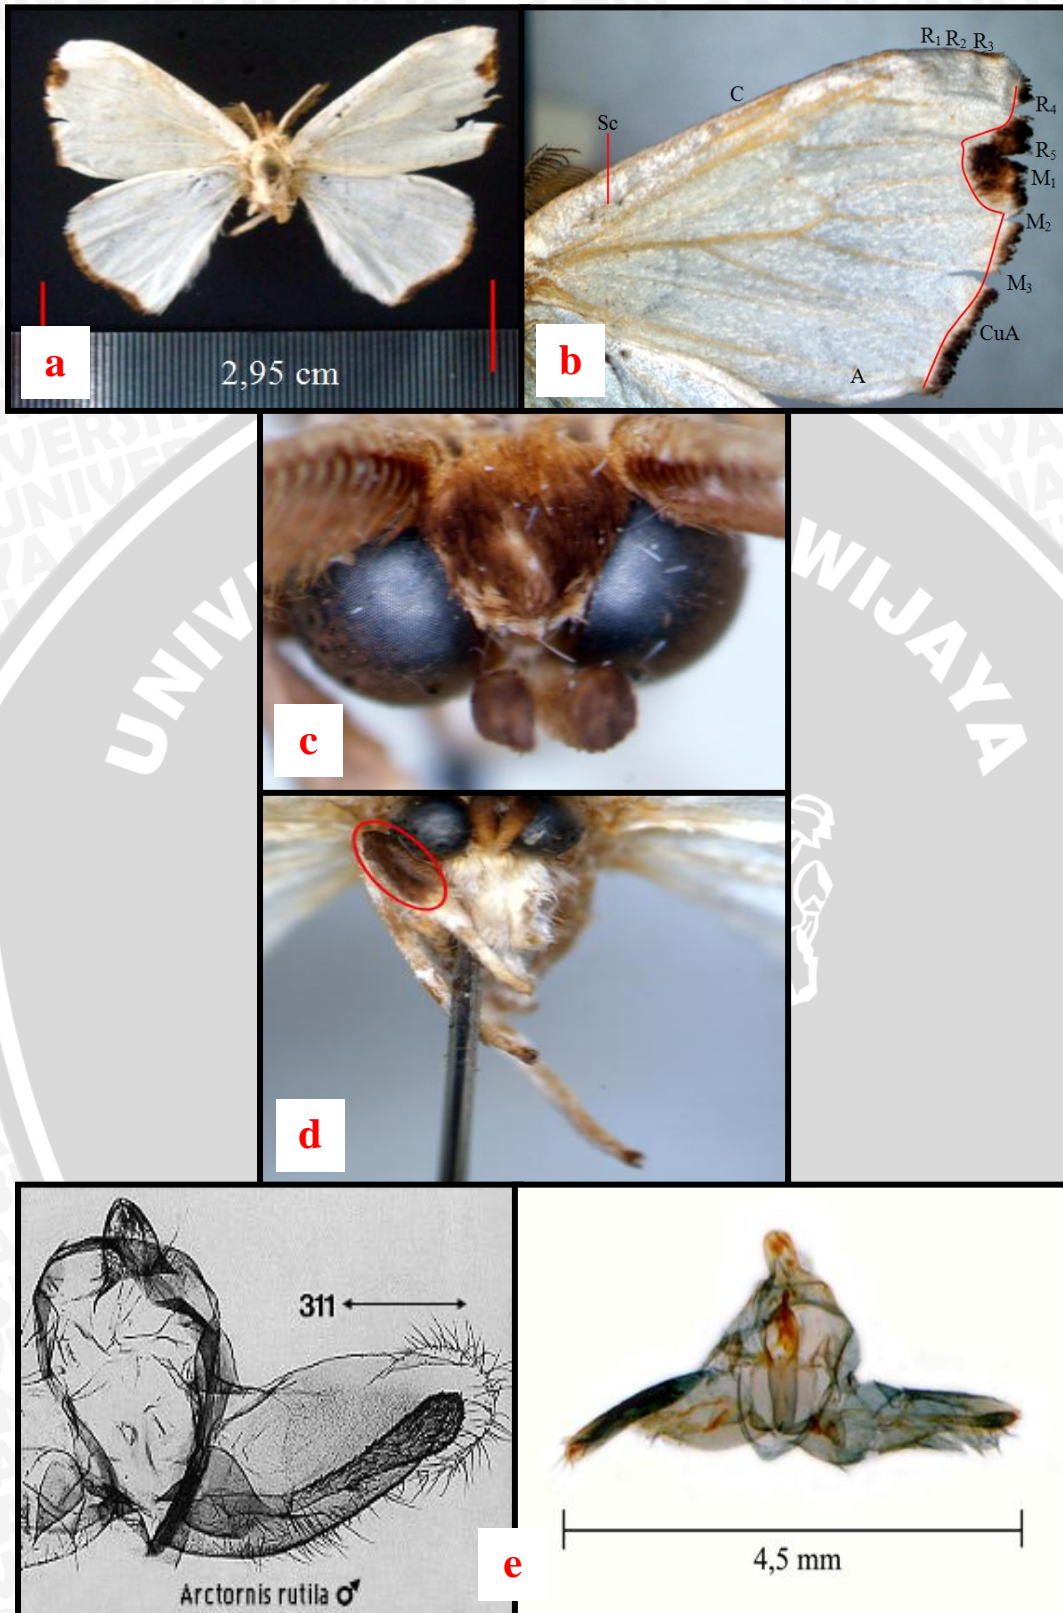 a
2,95 cm
b
R1 R2 R3
C
Sc
R4
R5
M1
M2
M3
CuA
A
c
d
WIJAYA
311
Arctornis rutila ♂
e
4,5 mm